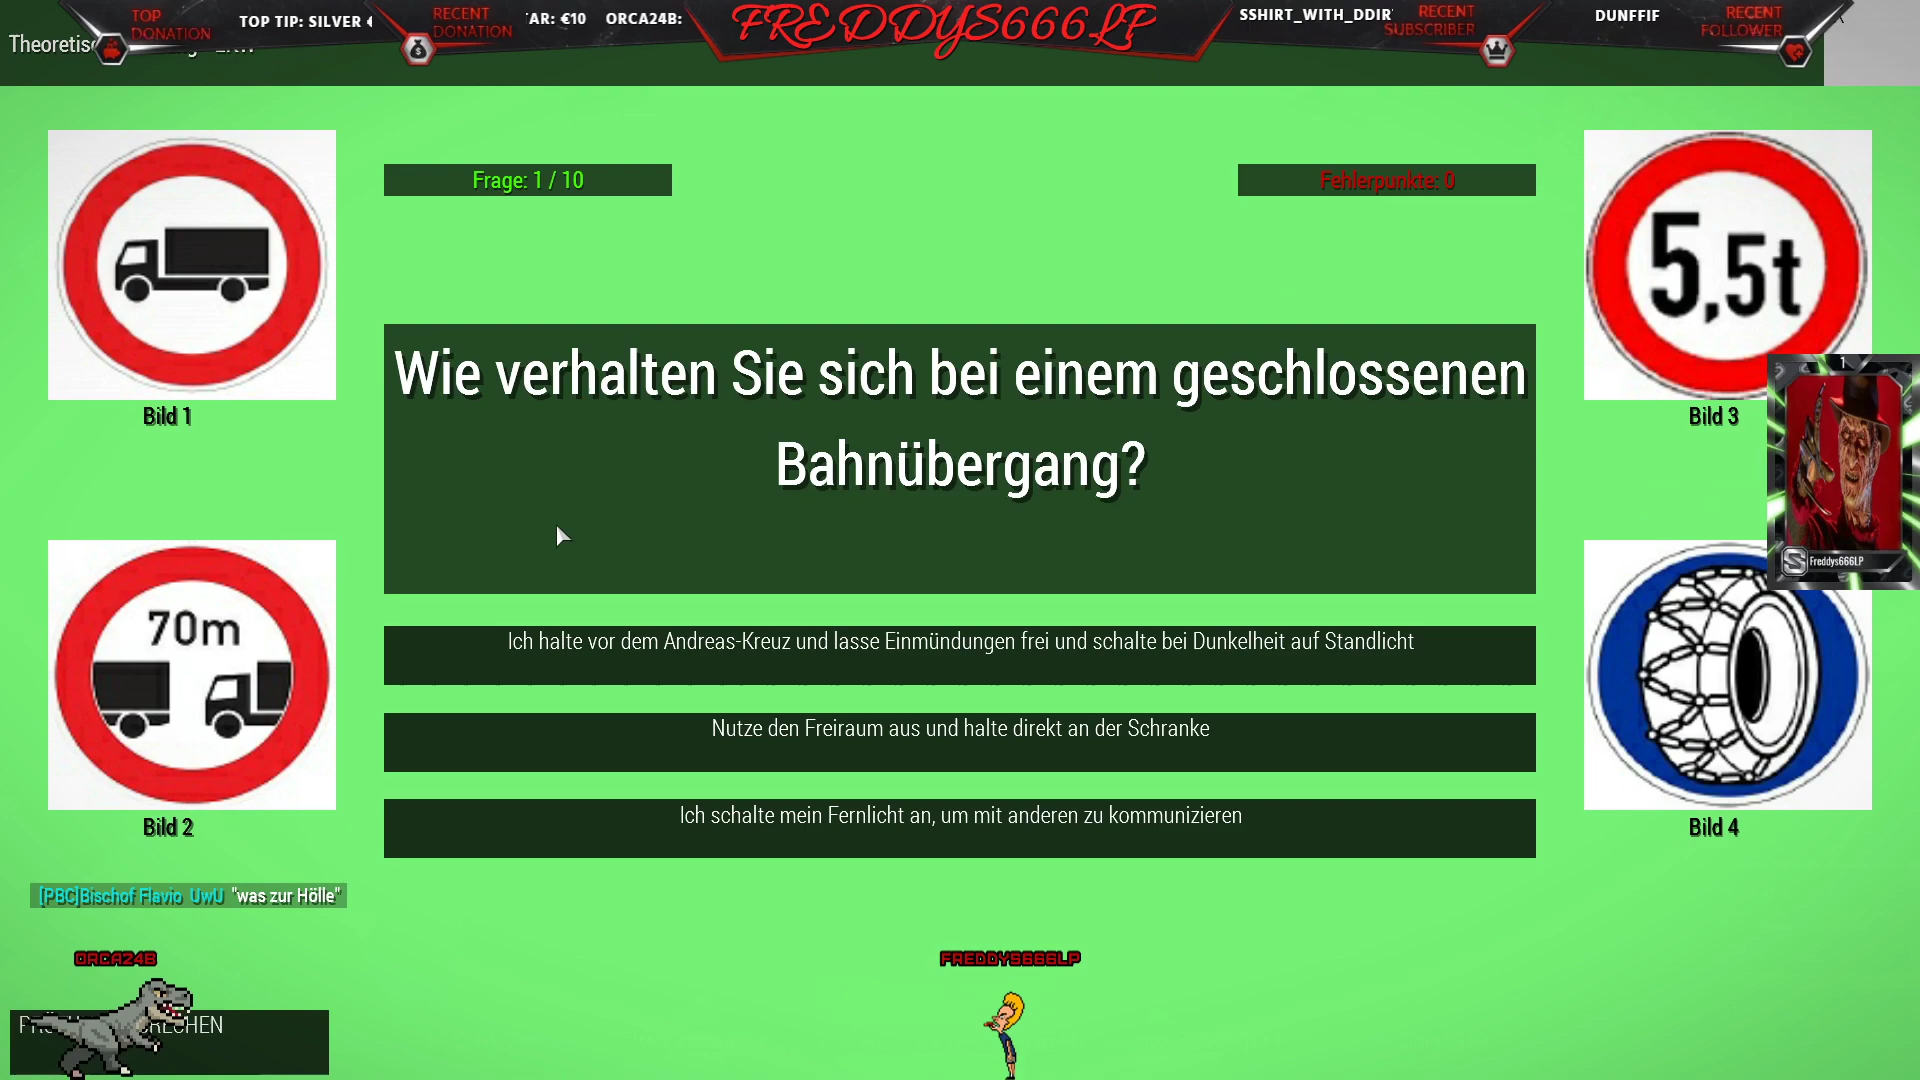 TOP DONATION
TOP TIP: SILVER
RECENT DONATION
AR: €10 ORCA24B:
FREDDYS666LP
SSHIRT_WITH_DDIR
RECENT SUBSCRIBER
DUNFFIF
RECENT FOLLOWER
Frage: 1 / 10
Fehlerpunkte: 0
5,5t
Bild 1
Bild 3
Wie verhalten Sie sich bei einem geschlossenen
Bahnübergang?
1
Freddys666LP
70m
Ich halte vor dem Andreas-Kreuz und lasse Einmündungen frei und schalte bei Dunkelheit auf Standlicht
Nutze den Freiraum aus und halte direkt an der Schranke
Ich schalte mein Fernlicht an, um mit anderen zu kommunizieren
Bild 2
Bild 4
[PBC]Bischof Flavio UwU "was zur Hölle"
ORCA24B
FREDDYS666LP